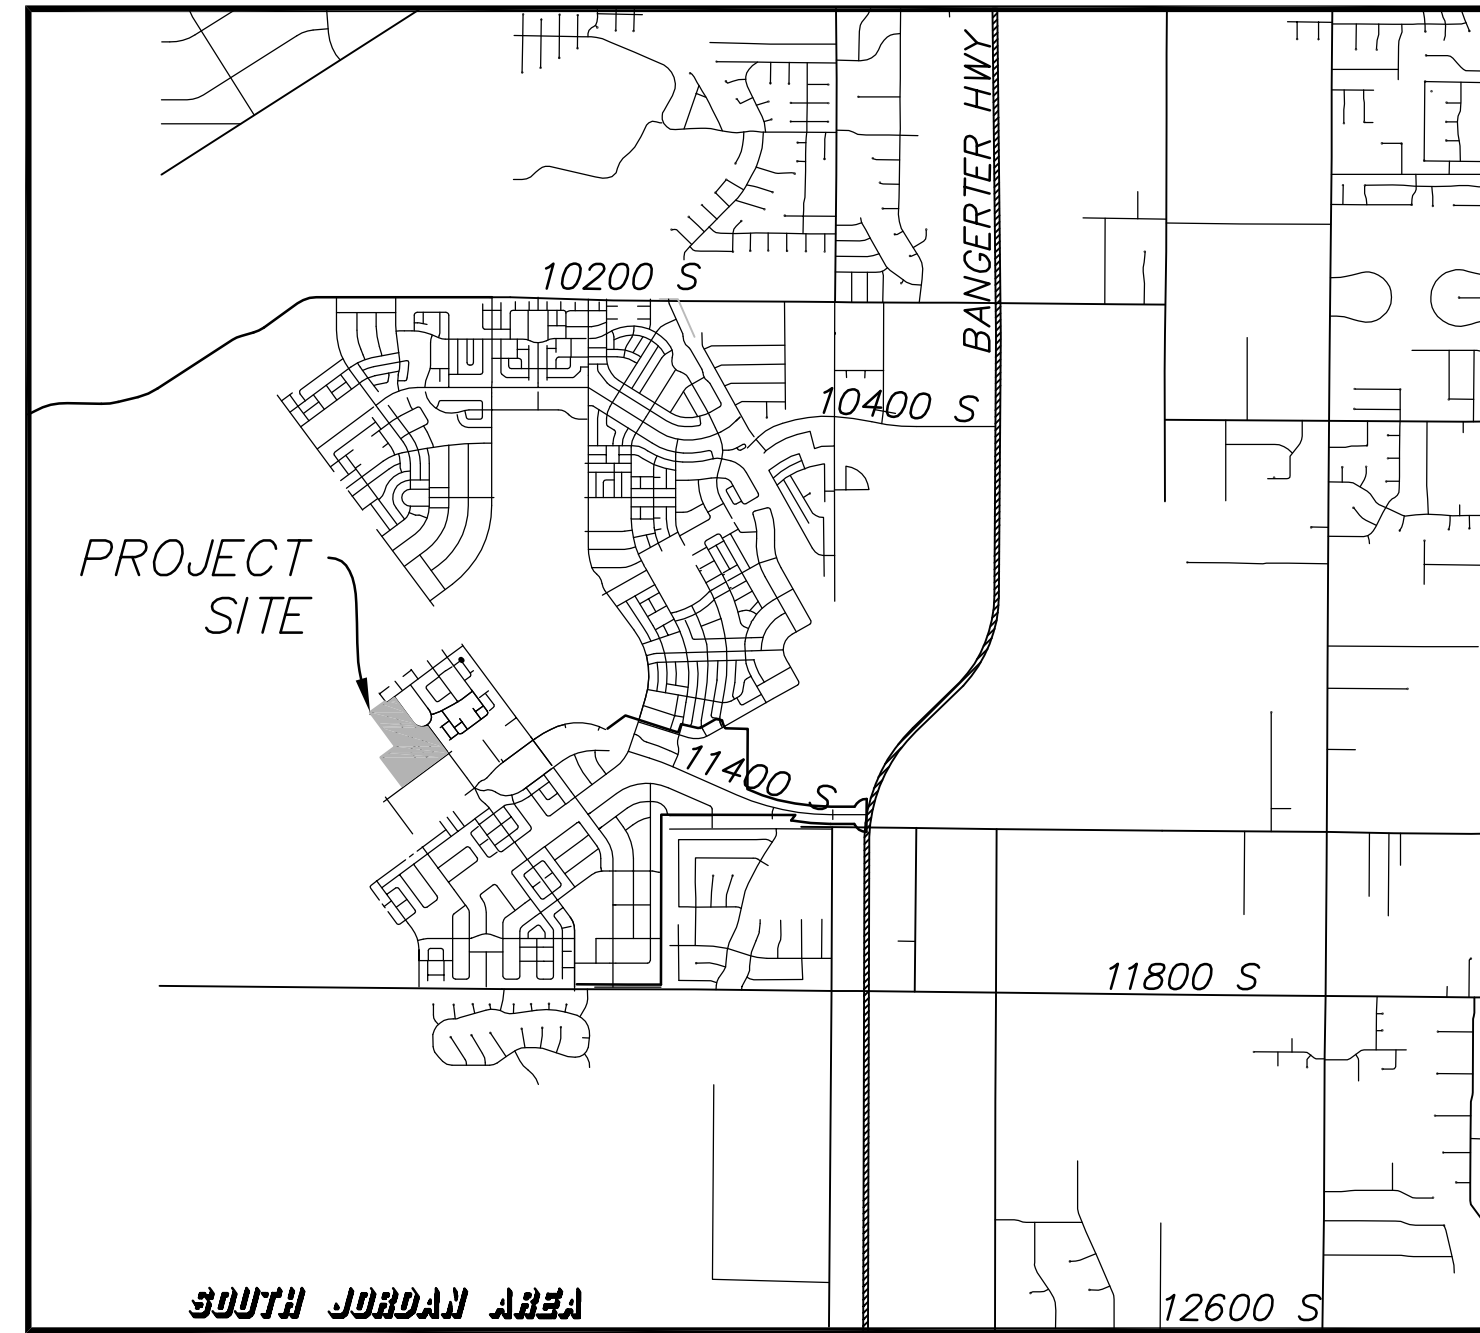 BANGERTER HWY
10200 S
10400 S
PROJECT
SITE
11400 S
11800 S
SOUTH JORDAN AREA
12600 S